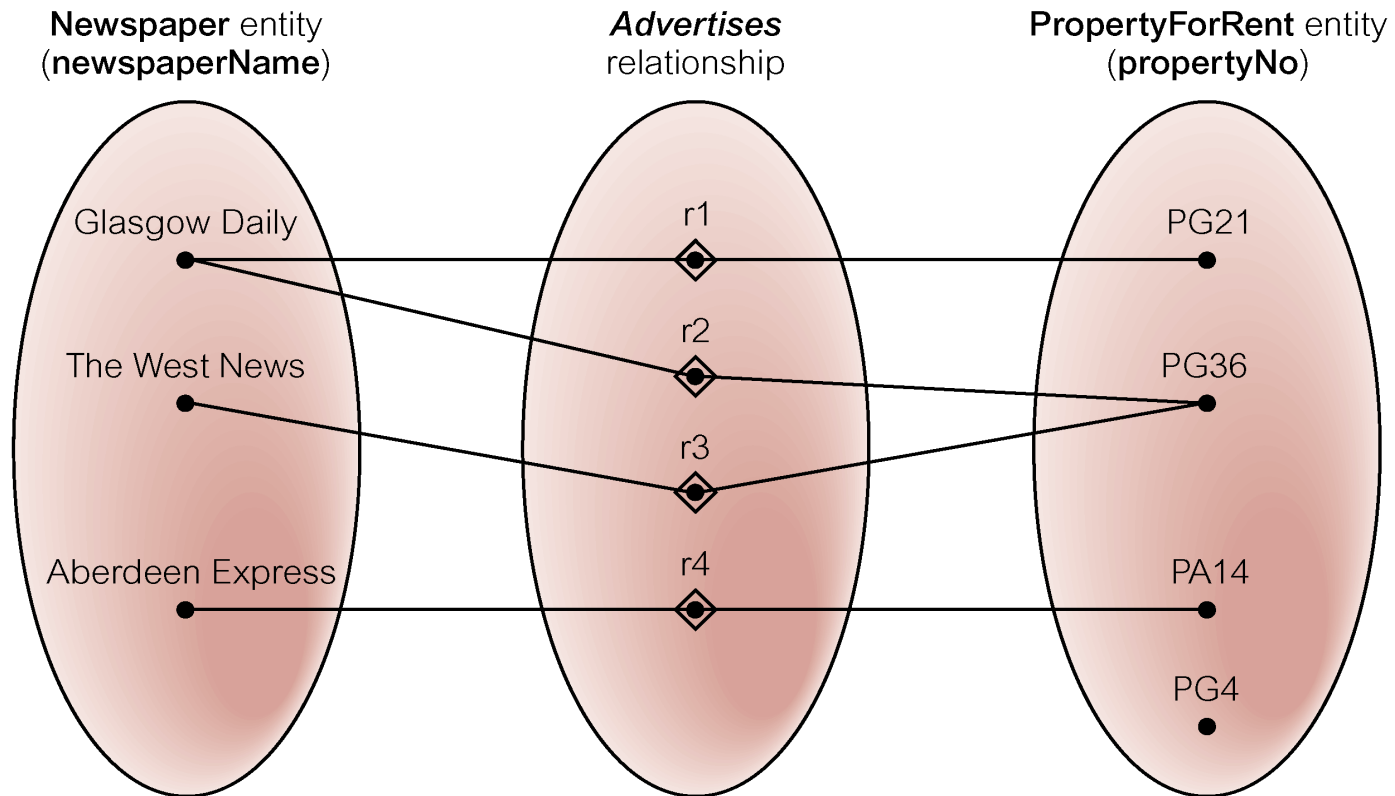 Newspaper entity
(newspaperName)
Advertises
relationship
PropertyForRent entity
(propertyNo)
Glasgow Daily
The West News
Aberdeen Express
r1
r2
r3
r4
PG21
PG36
PA14
PG4